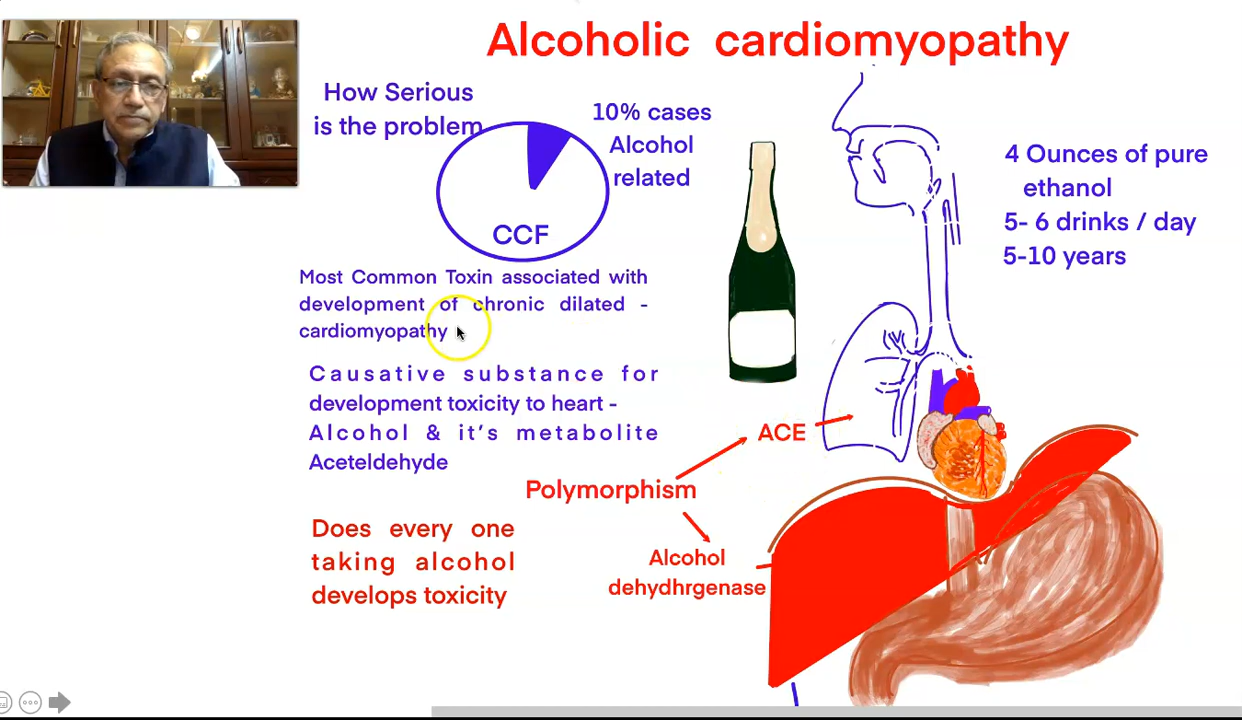 Alcoholic cardiomyopathy
How Serious
is the problem
10% cases
Alcohol
related
CCF
4 Ounces of pure
ethanol
5- 6 drinks / day
5-10 years
Most Common Toxin associated with
development of chronic dilated -
cardiomyopathy
Causative substance for
development toxicity to heart -
Alcohol & it's metabolite
Aceteldehyde
ACE
Polymorphism
Alcohol
dehydhrgenase
Does every one
taking alcohol
develops toxicity